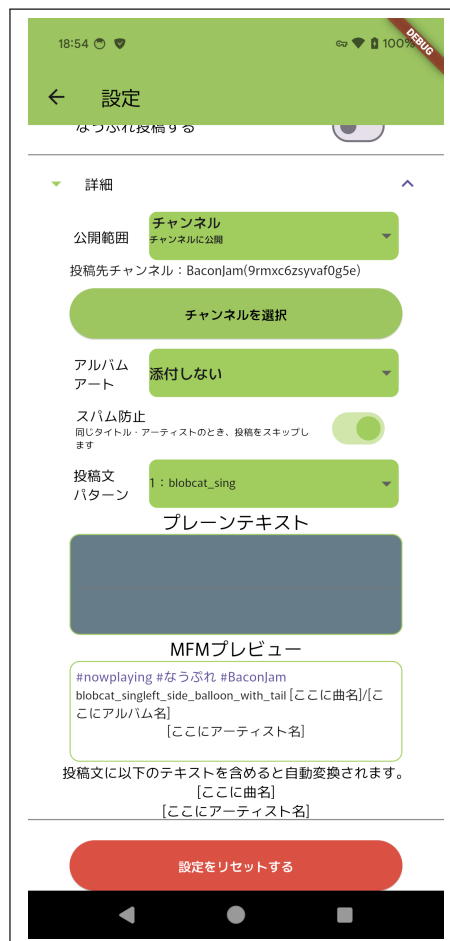 18:54
100%
DEBUG
設定
なうぷれ投稿する
詳細
公開範囲
チャンネル
チャンネルに公開
投稿先チャンネル：BaconJam(9rmxc6zsyvaf0g5e)
チャンネルを選択
アルバム
アート
添付しない
スパム防止
同じタイトル・アーティストのとき、投稿をスキップし
ます
投稿文
パターン
1：blobcat_sing
プレーンテキスト
MFMプレビュー
#nowplaying #なうぷれ #BaconJam
blobcat_singleft_side_balloon_with_tail [ここに曲名]/[こ
こにアルバム名]
[ここにアーティスト名]
投稿文に以下のテキストを含めると自動変換されます。
[ここに曲名]
[ここにアーティスト名]
設定をリセットする